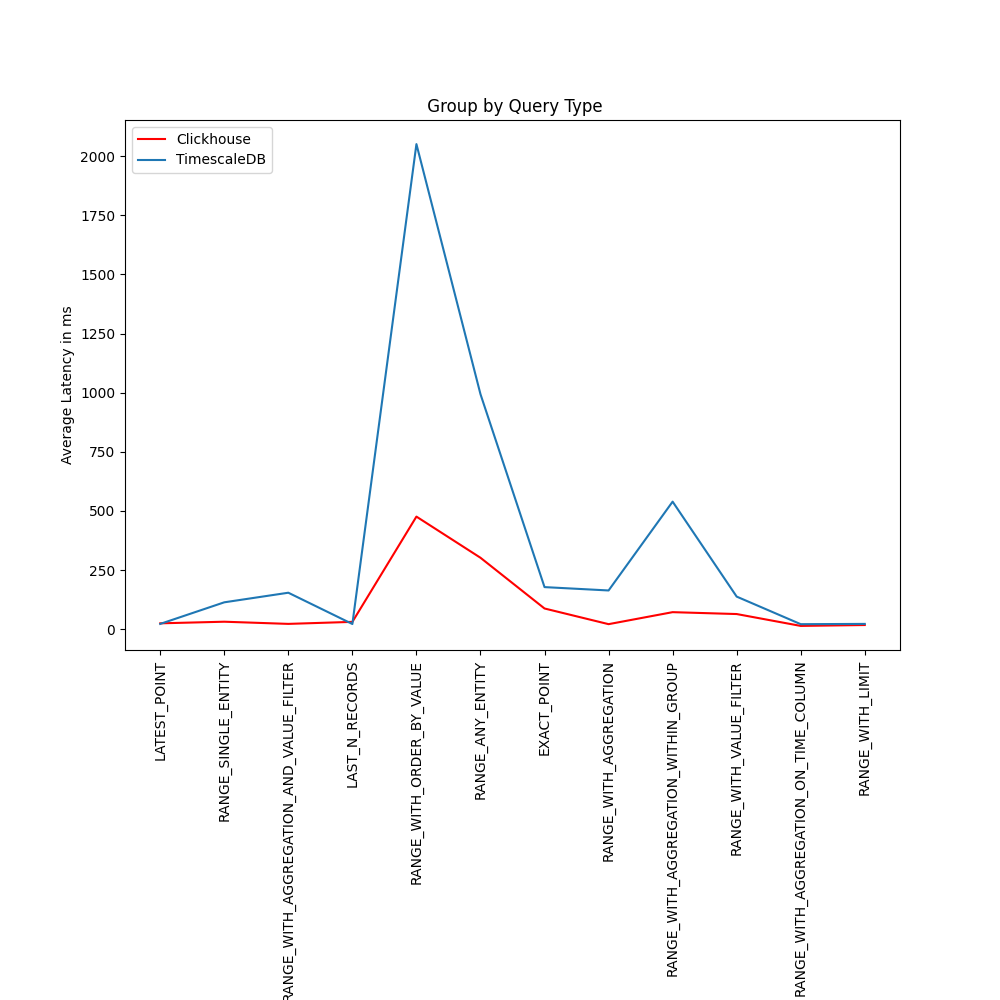 Group by Query Type
Clickhouse
TimescaleDB
Average Latency in ms
2000
1750
1500
1250
1000
750
500
250
0
LATEST_POINT
RANGE_SINGLE_ENTITY
RANGE_WITH_AGGREGATION_AND_VALUE_FILTER
LAST_N_RECORDS
RANGE_WITH_ORDER_BY_VALUE
RANGE_ANY_ENTITY
EXACT_POINT
RANGE_WITH_AGGREGATION
RANGE_WITH_AGGREGATION_WITHIN_GROUP
RANGE_WITH_VALUE_FILTER
RANGE_WITH_AGGREGATION_ON_TIME_COLUMN
RANGE_WITH_LIMIT